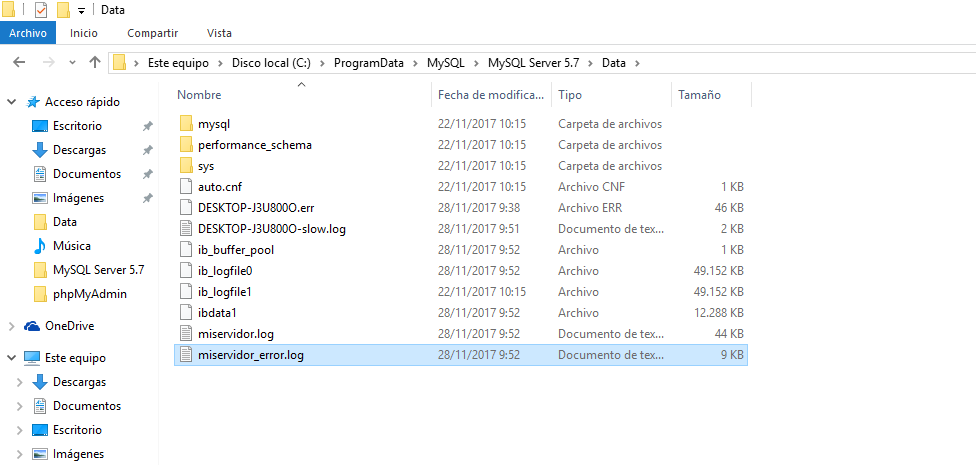 Data
Archivo Inicio Compartir Vista
Este equipo Disco local (C:) ProgramData MySQL MySQL Server 5.7 Data
Acceso rápido
Escritorio
Descargas
Documentos
Imágenes
Data
Música
MySQL Server 5.7
phpMyAdmin
OneDrive
Este equipo
Descargas
Documentos
Escritorio
Imágenes
Nombre Fecha de modifica... Tipo Tamaño
mysql 22/11/2017 10:15 Carpeta de archivos
performance_schema 22/11/2017 10:15 Carpeta de archivos
sys 22/11/2017 10:15 Carpeta de archivos
auto.cnf 22/11/2017 10:15 Archivo CNF 1 KB
DESKTOP-J3U800O.err 28/11/2017 9:38 Archivo ERR 46 KB
DESKTOP-J3U800O-slow.log 28/11/2017 9:51 Documento de tex... 2 KB
ib_buffer_pool 28/11/2017 9:52 Archivo 1 KB
ib_logfile0 28/11/2017 9:52 Archivo 49.152 KB
ib_logfile1 22/11/2017 10:15 Archivo 49.152 KB
ibdata1 28/11/2017 9:52 Archivo 12.288 KB
miservidor.log 28/11/2017 9:52 Documento de tex... 44 KB
miservidor_error.log 28/11/2017 9:52 Documento de tex... 9 KB